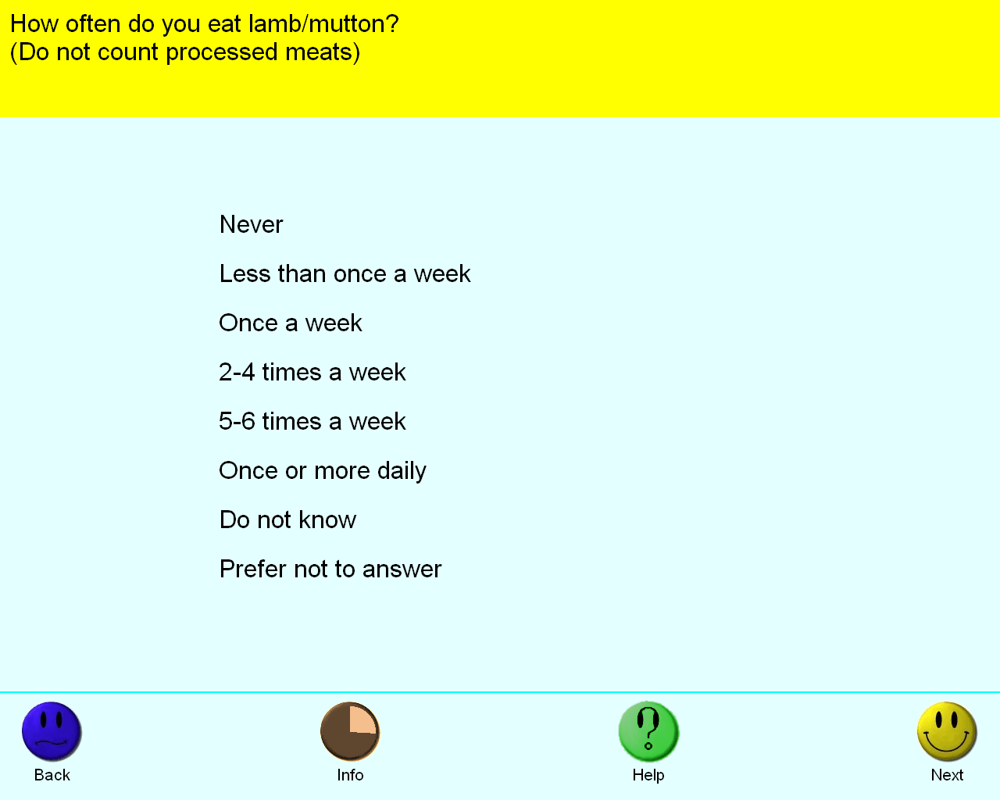 How often do you eat lamb/mutton?
(Do not count processed meats)
Never
Less than once a week
Once a week
2-4 times a week
5-6 times a week
Once or more daily
Do not know
Prefer not to answer
Back
Info
Help
Next